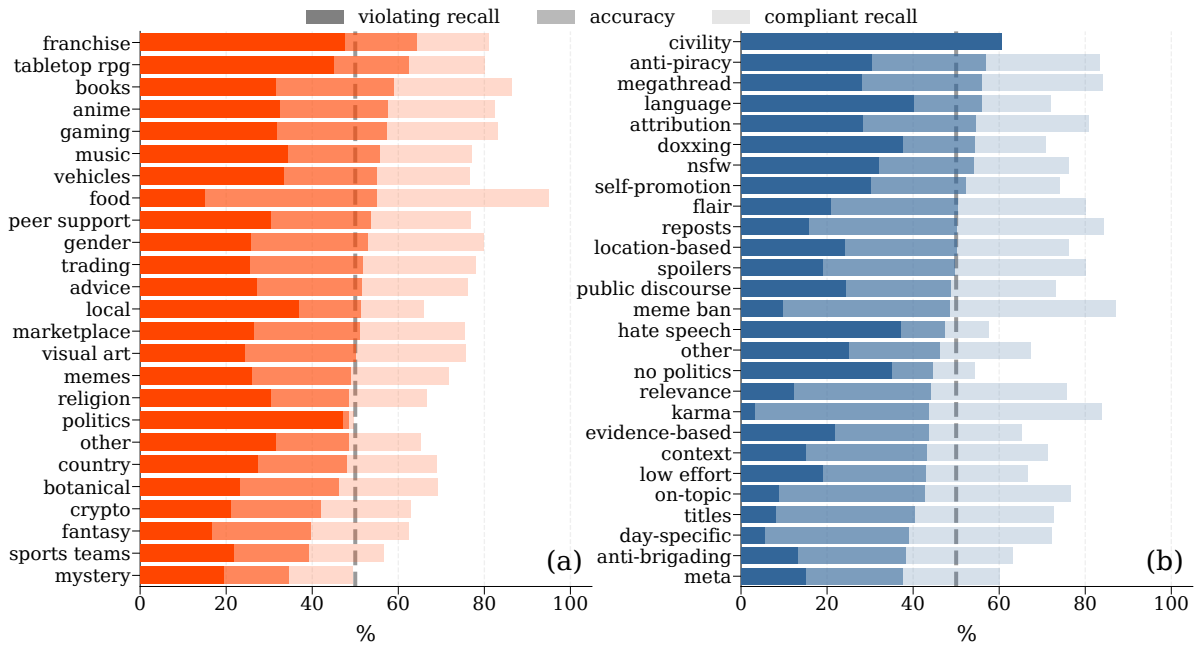 violating recall accuracy compliant recall
franchise
tabletop rpg
books
anime
gaming
music
vehicles
food
peer support
gender
trading
advice
local
marketplace
visual art
memes
religion
politics
other
country
botanical
crypto
fantasy
sports teams
mystery
(a)
0 20 40 60 80 100
%
civility
anti-piracy
megathread
language
attribution
doxxing
nsfw
self-promotion
flair
reposts
location-based
spoilers
public discourse
meme ban
hate speech
other
no politics
relevance
karma
evidence-based
context
low effort
on-topic
titles
day-specific
anti-brigading
meta
(b)
0 20 40 60 80 100
%